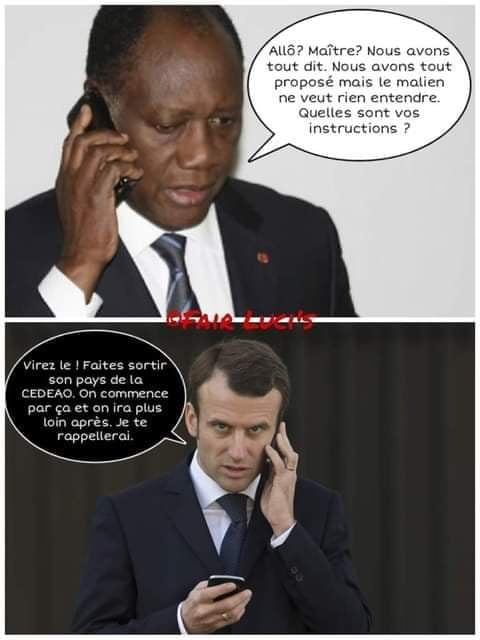 Allô? Maître? Nous avons
tout dit. Nous avons tout
proposé mais le malien
ne veut rien entendre.
Quelles sont vos
instructions ?
©Fair Luci's
Virez le ! Faites sortir
son pays de la
CEDEAO. On commence
par ça et on ira plus
loin après. Je te
rappellerai.